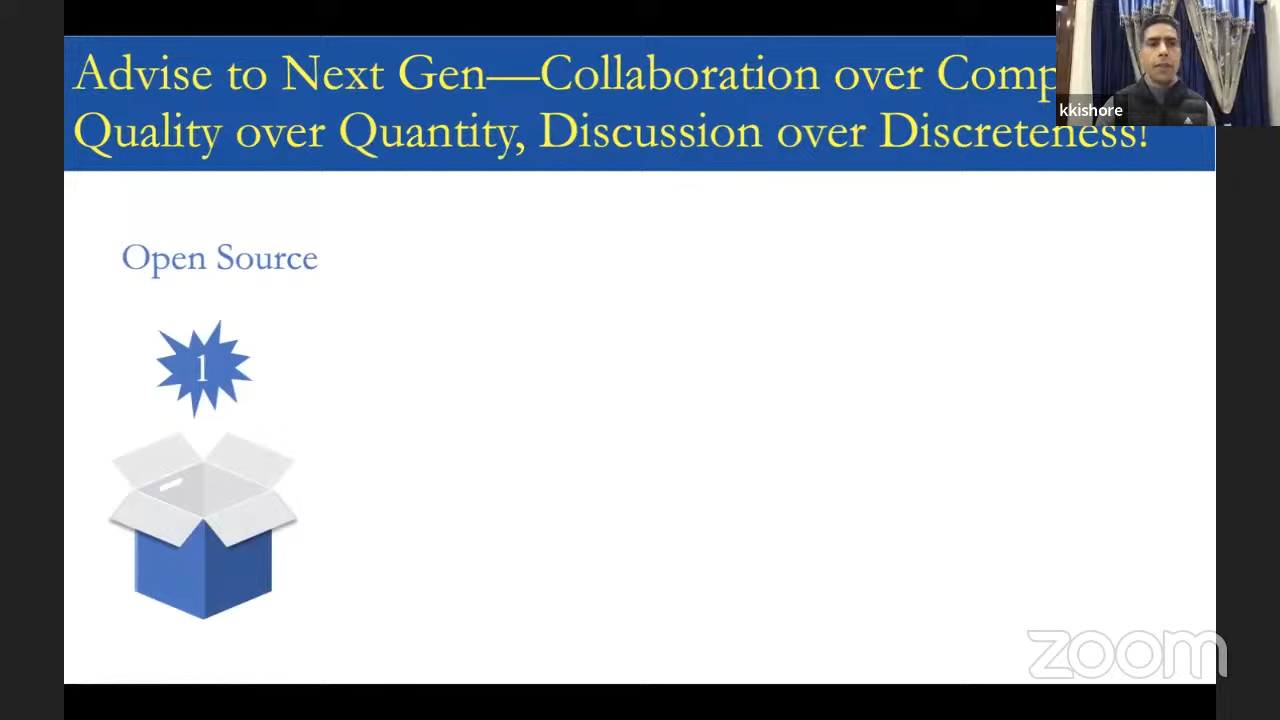 Advise to Next Gen—Collaboration over Comp
Quality over Quantity, Discussion over Discreteness!
kkishore
Open Source
1
zoom